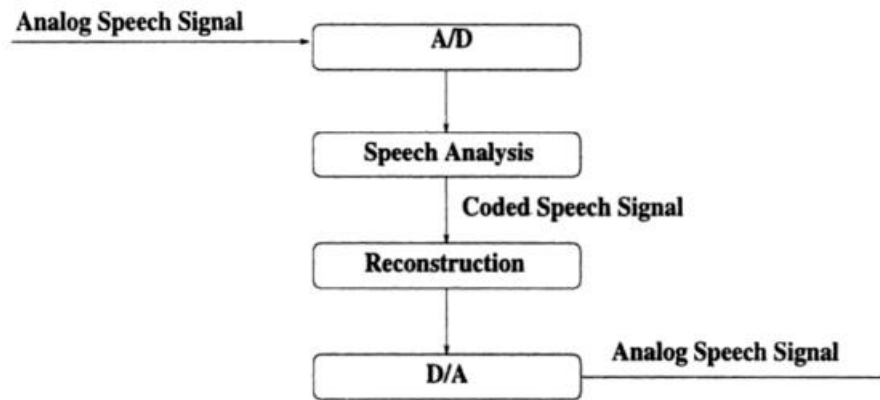 Analog Speech Signal
A/D
Speech Analysis
Coded Speech Signal
Reconstruction
Analog Speech Signal
D/A